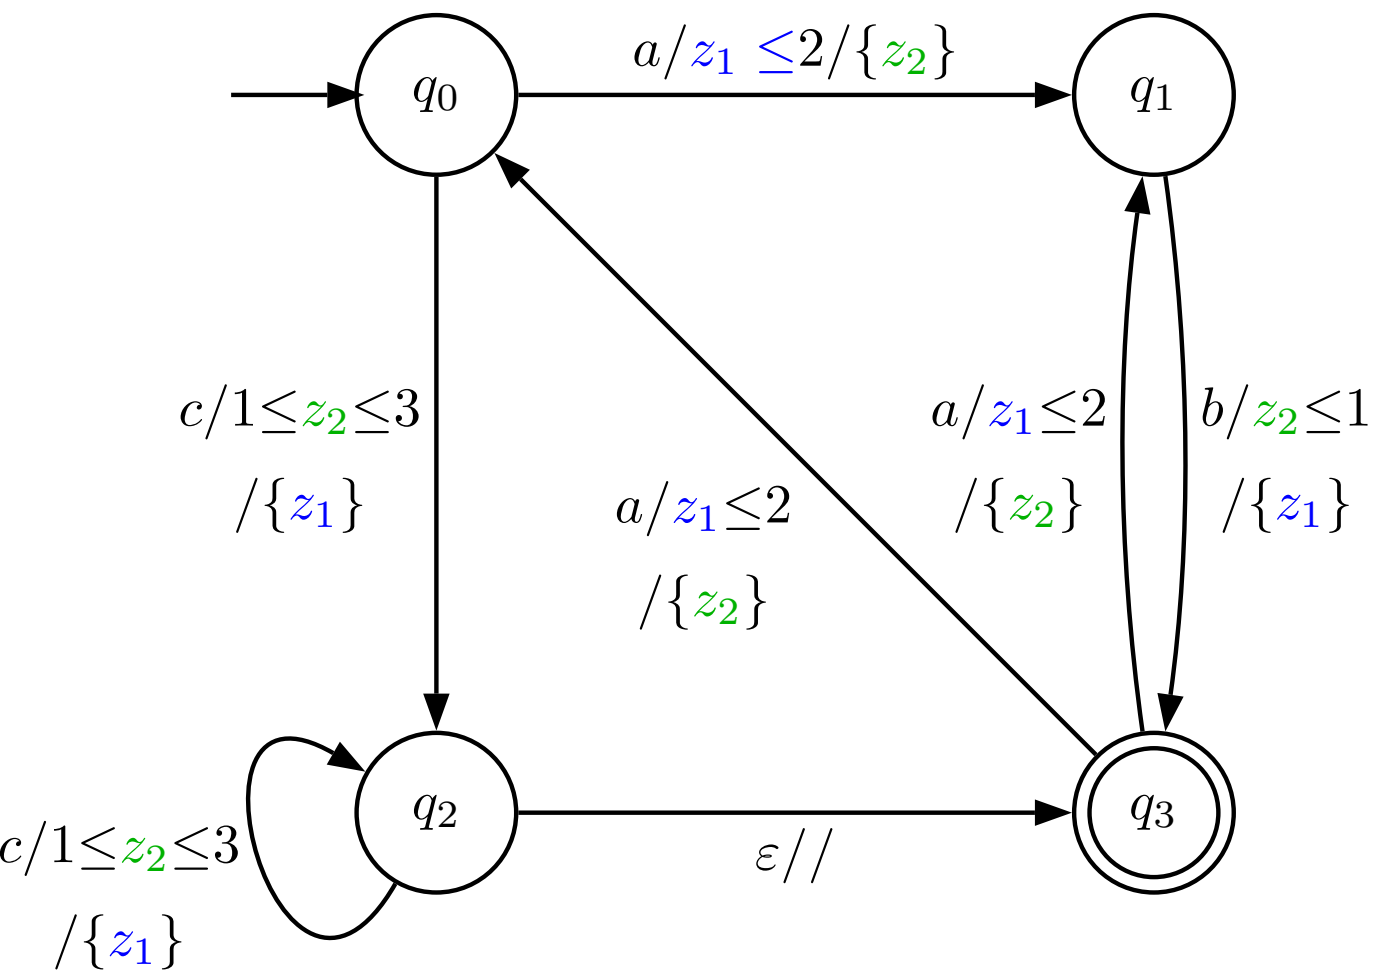 a/z₁ ≤2/{z₂}
q₀
q₁
c/1≤z₂≤3
/{z₁}
a/z₁≤2
/{z₂}
a/z₁≤2
/{z₂}
b/z₂≤1
/{z₁}
q₂
q₃
c/1≤z₂≤3
/{z₁}
ε//